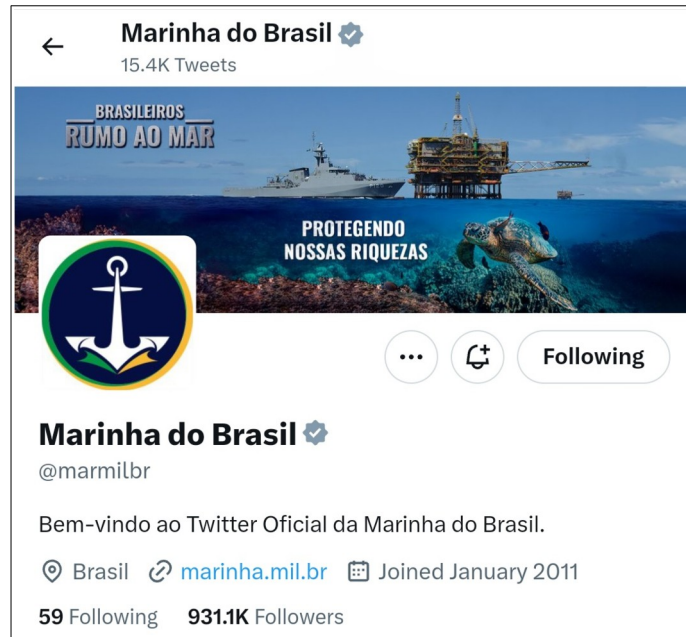 Marinha do Brasil
15.4K Tweets
BRASILEIROS
RUMO AO MAR
PROTEGENDO
NOSSAS RIQUEZAS
Following
Marinha do Brasil
@marmilbr
Bem-vindo ao Twitter Oficial da Marinha do Brasil.
Brasil marinha.mil.br Joined January 2011
59 Following 931.1K Followers